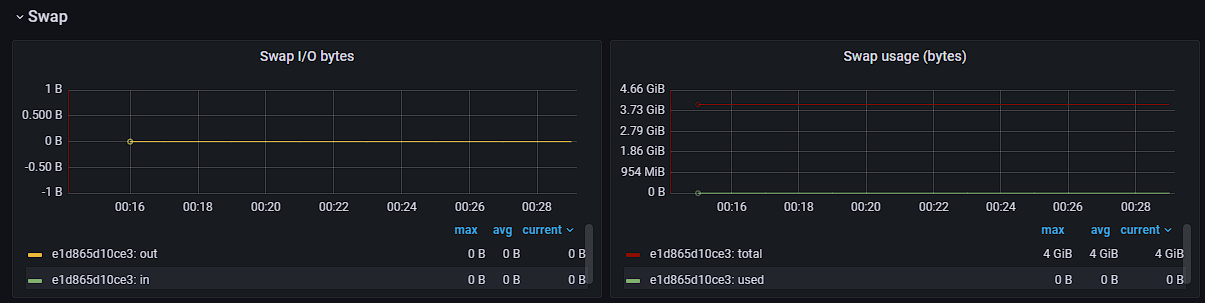 Swap
Swap I/O bytes
1 B
0.500 B
0 B
-0.50 B
-1 B
00:16 00:18 00:20 00:22 00:24 00:26 00:28
max avg current
e1d865d10ce3: out 0 B 0 B 0 B
e1d865d10ce3: in 0 B 0 B 0 B
Swap usage (bytes)
4.66 GiB
3.73 GiB
2.79 GiB
1.86 GiB
954 MiB
0 B
00:16 00:18 00:20 00:22 00:24 00:26 00:28
max avg current
e1d865d10ce3: total 4 GiB 4 GiB 4 GiB
e1d865d10ce3: used 0 B 0 B 0 B